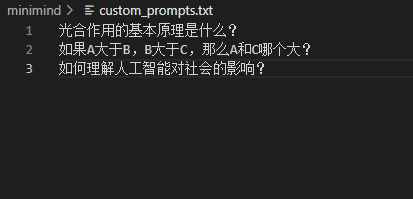 minimind > custom_prompts.txt
1 光合作用的基本原理是什么？
2 如果A大于B，B大于C，那么A和C哪个大？
3 如何理解人工智能对社会的影响？